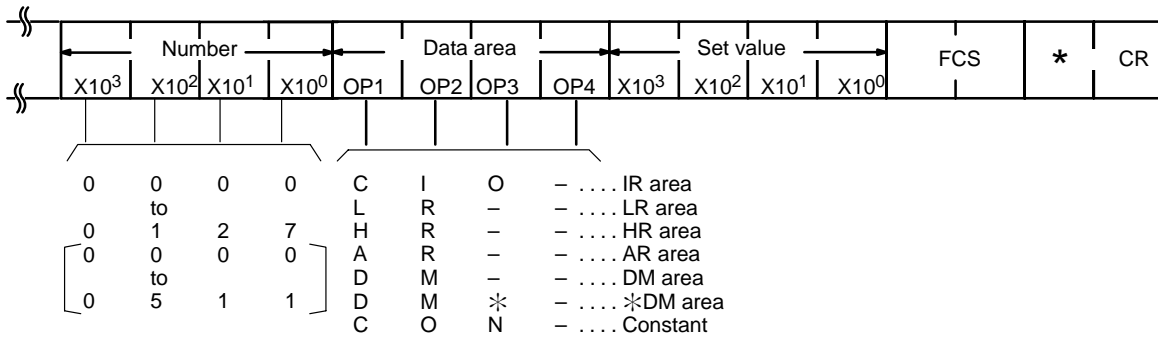 Number Data area Set value FCS * CR
X10³ X10² X10¹ X10⁰ OP1 OP2 OP3 OP4 X10³ X10² X10¹ X10⁰
0 0 0 0 C I O – .... IR area
to L R – – .... LR area
0 1 2 7 H R – – .... HR area
0 0 0 0 A R – – .... AR area
to D M – – .... DM area
0 5 1 1 D M * – .... *DM area
C O N – .... Constant